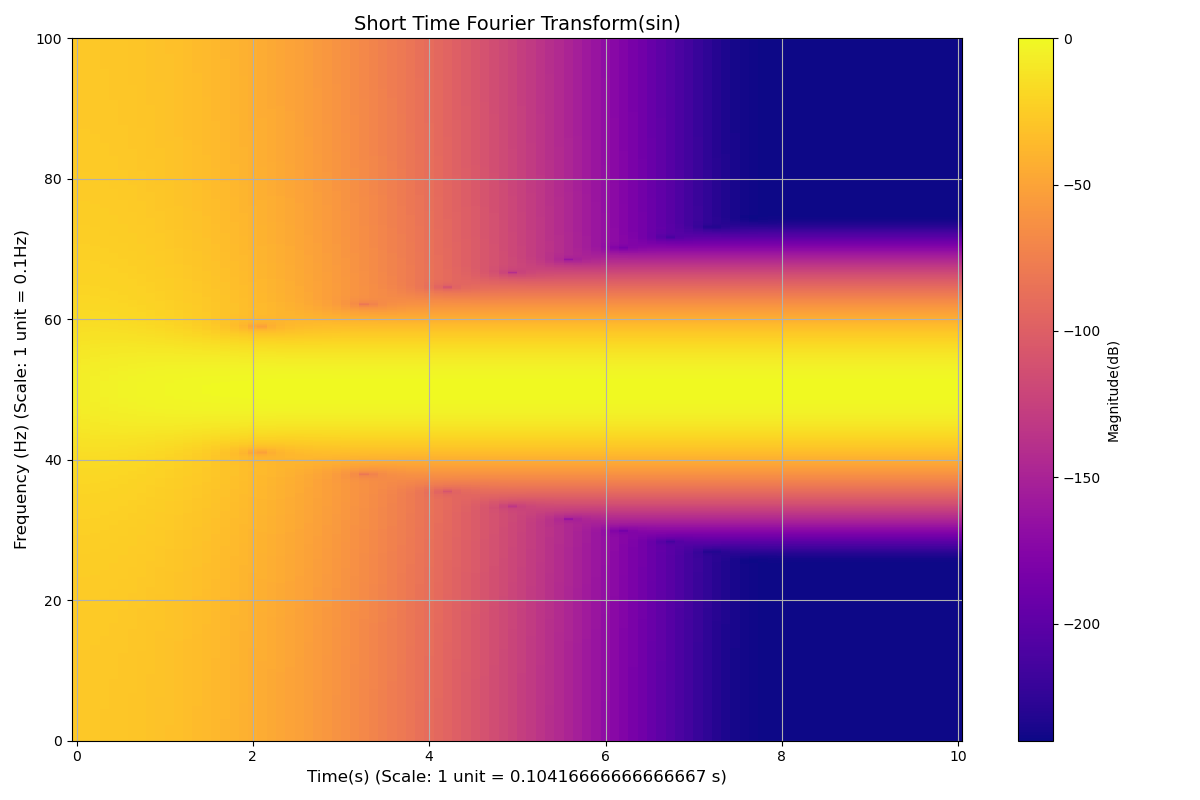 Short Time Fourier Transform(sin)
100
80
60
40
20
0
Frequency (Hz) (Scale: 1 unit = 0.1Hz)
0 2 4 6 8 10
Time(s) (Scale: 1 unit = 0.10416666666666667 s)
0
−50
−100
−150
−200
Magnitude(dB)